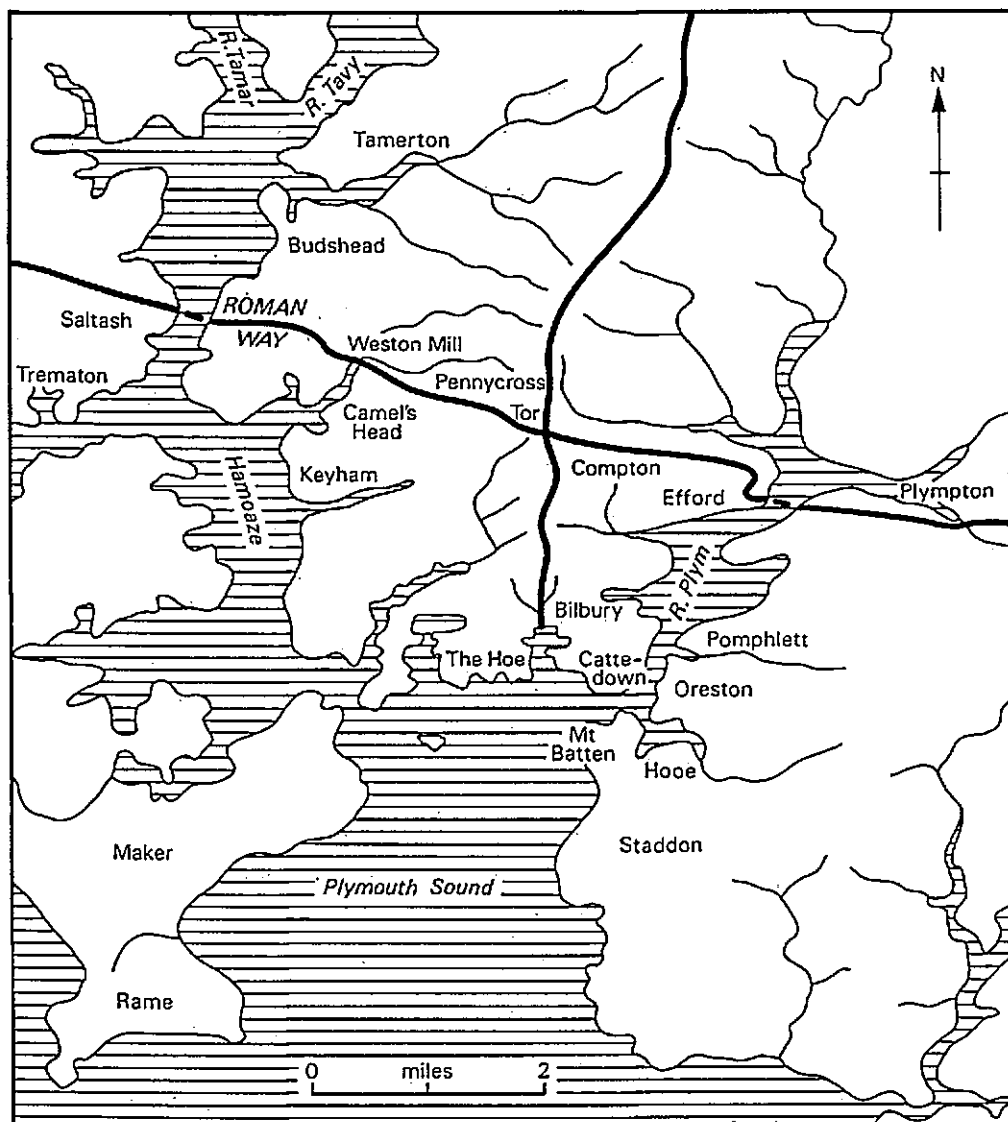 R. Tamar
R. Tavy
N
Tamerton
Budshead
ROMAN
WAY
Saltash
Weston Mill
Trematon
Pennycross
Tor
Camel's
Head
Compton
Keyham
Efford
Plympton
Hamoaze
R. Plym
Bilbury
Pomphlett
The Hoe
Catte-
down
Oreston
Mt
Batten
Hooe
Maker
Staddon
Plymouth Sound
Rame
0 miles 2